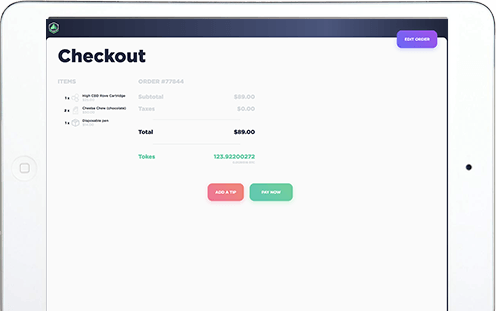 EDIT ORDER
Checkout
ITEMS
ORDER #77844
1 x High CBD Rove Cartridge
2 x Cheeba Chew (chocolate)
1 x Disposable pen
Subtotal $89.00
Taxes $0.00
Total $89.00
Tokes 123.92200272
ADD A TIP
PAY NOW